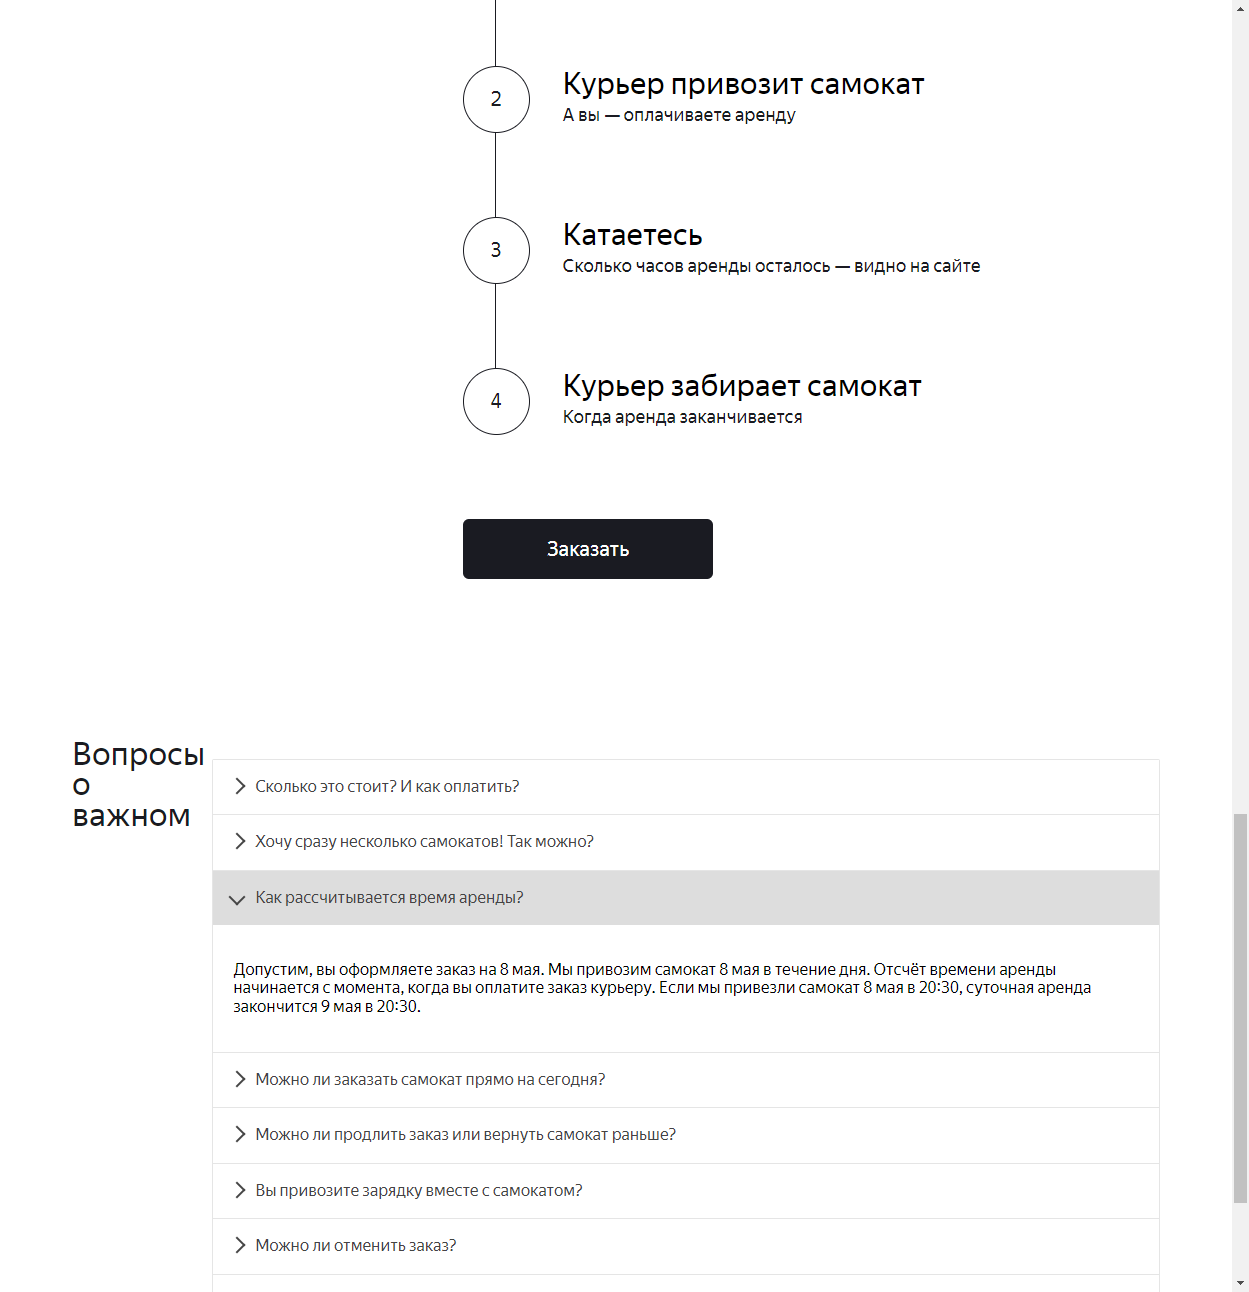 2
Курьер привозит самокат
А вы — оплачиваете аренду
3
Катаетесь
Сколько часов аренды осталось — видно на сайте
4
Курьер забирает самокат
Когда аренда заканчивается
Заказать
Вопросы
о
важном
Сколько это стоит? И как оплатить?
Хочу сразу несколько самокатов! Так можно?
Как рассчитывается время аренды?
Допустим, вы оформляете заказ на 8 мая. Мы привозим самокат 8 мая в течение дня. Отсчёт времени аренды
начинается с момента, когда вы оплатите заказ курьеру. Если мы привезли самокат 8 мая в 20:30, суточная аренда
закончится 9 мая в 20:30.
Можно ли заказать самокат прямо на сегодня?
Можно ли продлить заказ или вернуть самокат раньше?
Вы привозите зарядку вместе с самокатом?
Можно ли отменить заказ?